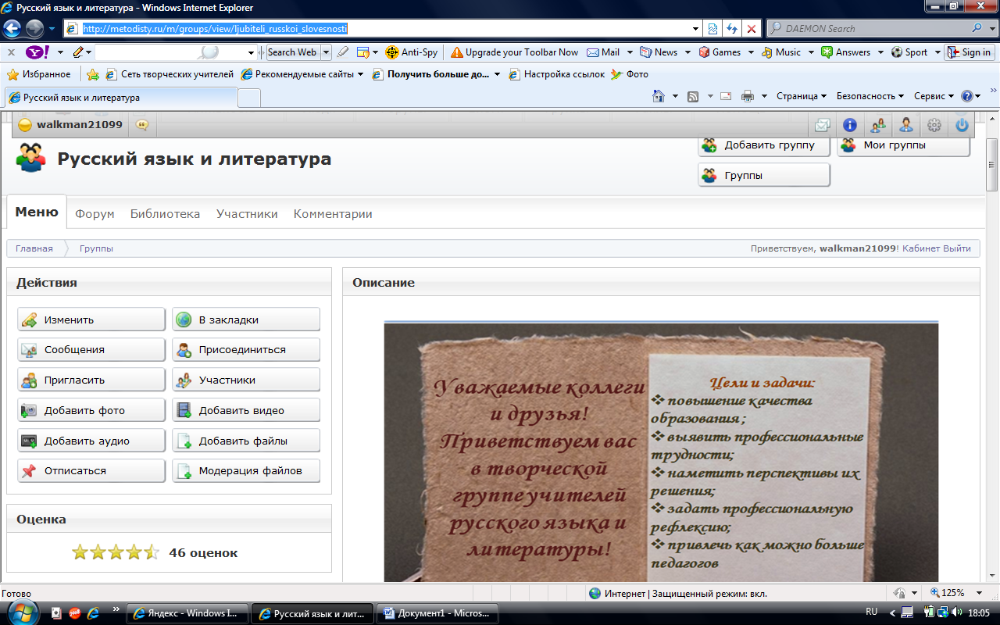 Русский язык и литература - Windows Internet Explorer
http://metodisty.ru/m/groups/view/ljubiteli_russkoi_slovesnosti
DAEMON Search
Y!
Search Web
Anti-Spy
Upgrade your Toolbar Now
Mail
News
Games
Music
Answers
Sport
Sign in
Избранное
Сеть творческих учителей
Рекомендуемые сайты
Получить больше до...
Настройка ссылок
Фото
Русский язык и литература
Страница
Безопасность
Сервис
walkman21099
Русский язык и литература
Добавить группу
Мои группы
Группы
Меню
Форум
Библиотека
Участники
Комментарии
Главная
Группы
Приветствуем, walkman21099! Кабинет Выйти
Действия
Изменить
В закладки
Сообщения
Присоединиться
Пригласить
Участники
Добавить фото
Добавить видео
Добавить аудио
Добавить файлы
Отписаться
Модерация файлов
Оценка
46 оценок
Описание
Уважаемые коллеги
и друзья!
Приветствуем вас
в творческой
группе учителей
русского языка и
литературы!
Цели и задачи:
❖ повышение качества
образования ;
❖ выявить профессиональные
трудности;
❖ наметить перспективы их
решения;
❖ задать профессиональную
рефлексию;
❖ привлечь как можно больше
педагогов
Готово
Интернет | Защищенный режим: вкл.
125%
Яндекс - Windows I...
Русский язык и лит...
Документ1 - Micros...
RU
18:05